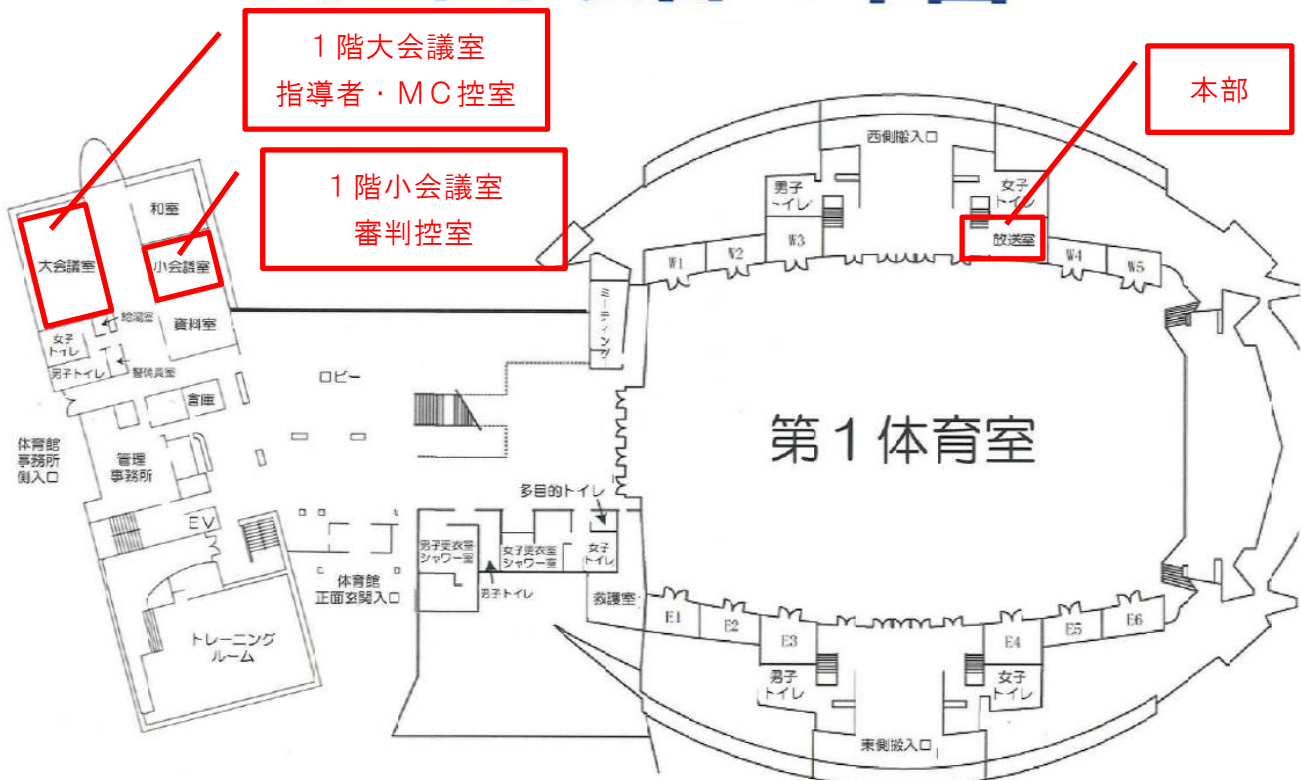 １階大会議室
指導者・ＭＣ控室
本部
１階小会議室
審判控室
西側搬入口
男子
トイレ
女子
トイレ
和室
放送室
大会議室
小会議室
W1
W2
W3
W4
W5
ミーティング
給湯室
資料室
女子
トイレ
男子トイレ
警備員室
ロビー
倉庫
第１体育室
体育館
事務所
側入口
管理
事務所
多目的トイレ
EV
男子更衣室
シャワー室
女子更衣室
シャワー室
女子
トイレ
体育館
正面玄関入口
男子トイレ
救護室
トレーニング
ルーム
E1
E2
E3
E4
E5
E6
男子
トイレ
女子
トイレ
東側搬入口